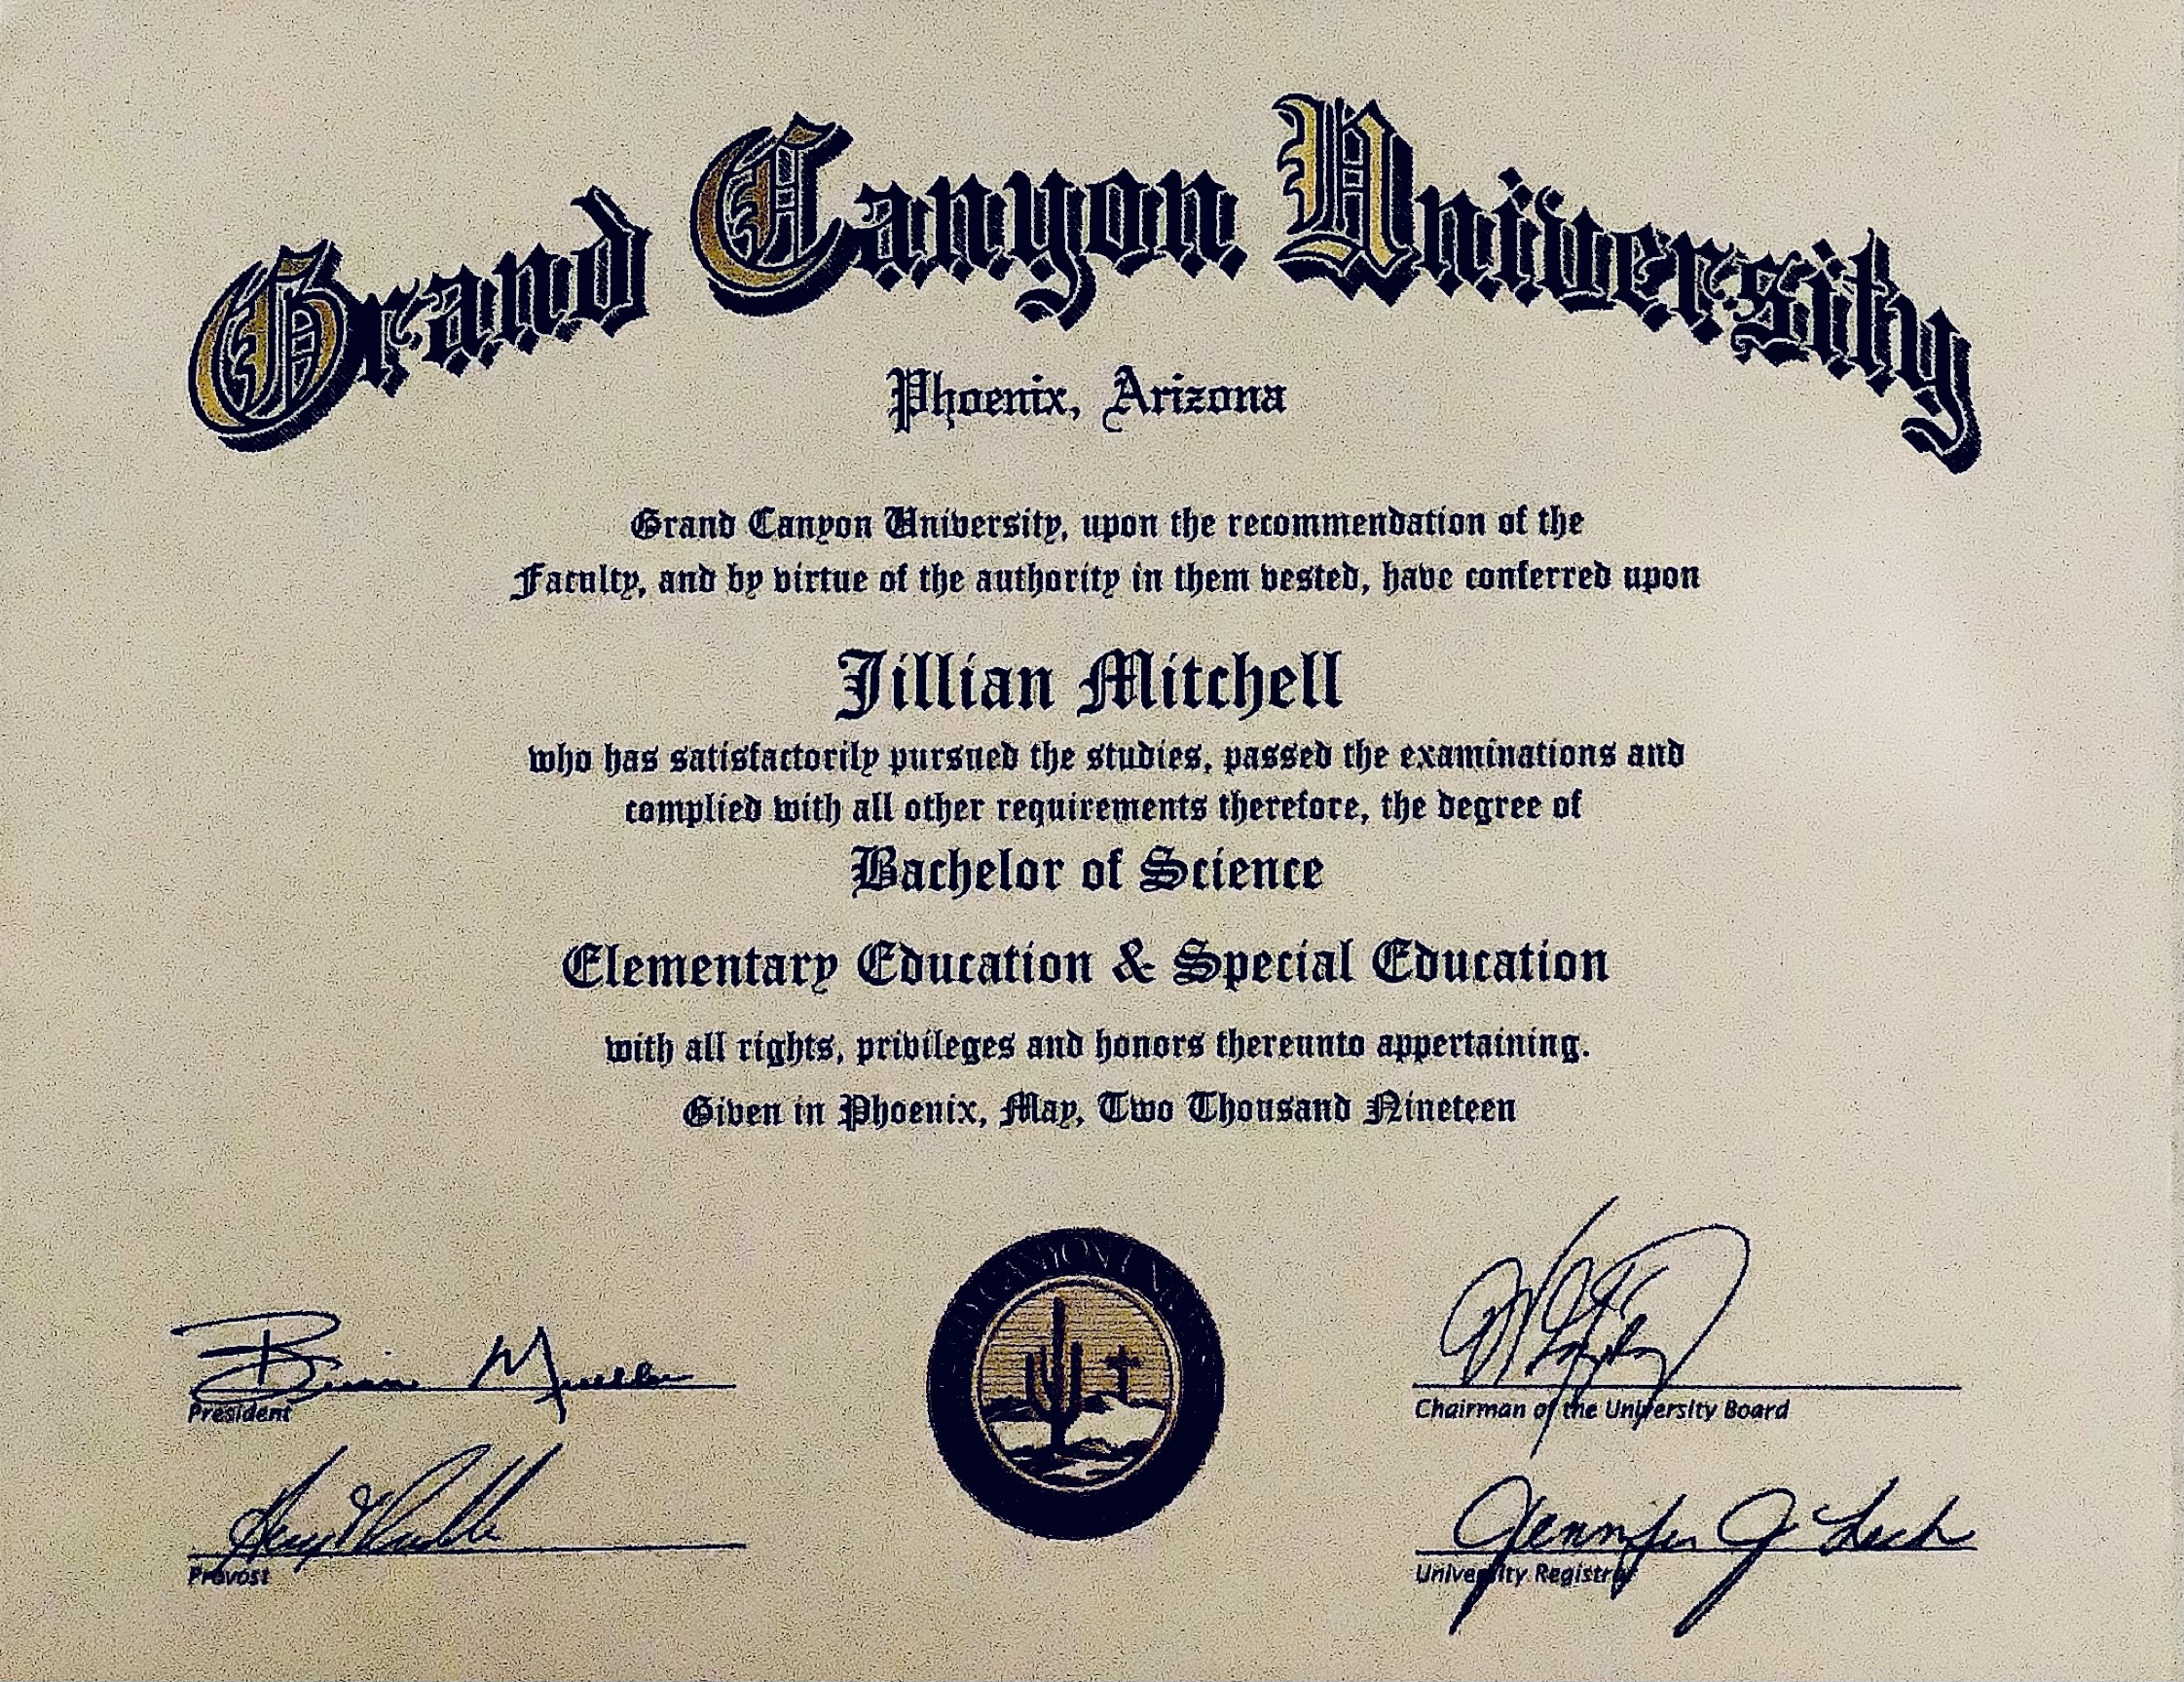 Grand Canyon University
Phoenix, Arizona
Grand Canyon University, upon the recommendation of the
Faculty, and by virtue of the authority in them vested, have conferred upon
Jillian Mitchell
who has satisfactorily pursued the studies, passed the examinations and
complied with all other requirements therefore, the degree of
Bachelor of Science
Elementary Education & Special Education
with all rights, privileges and honors thereunto appertaining.
Given in Phoenix, May, Two Thousand Nineteen
Brian Mueller
President
Chairman of the University Board
Provost
Jennifer J Lech
University Registrar